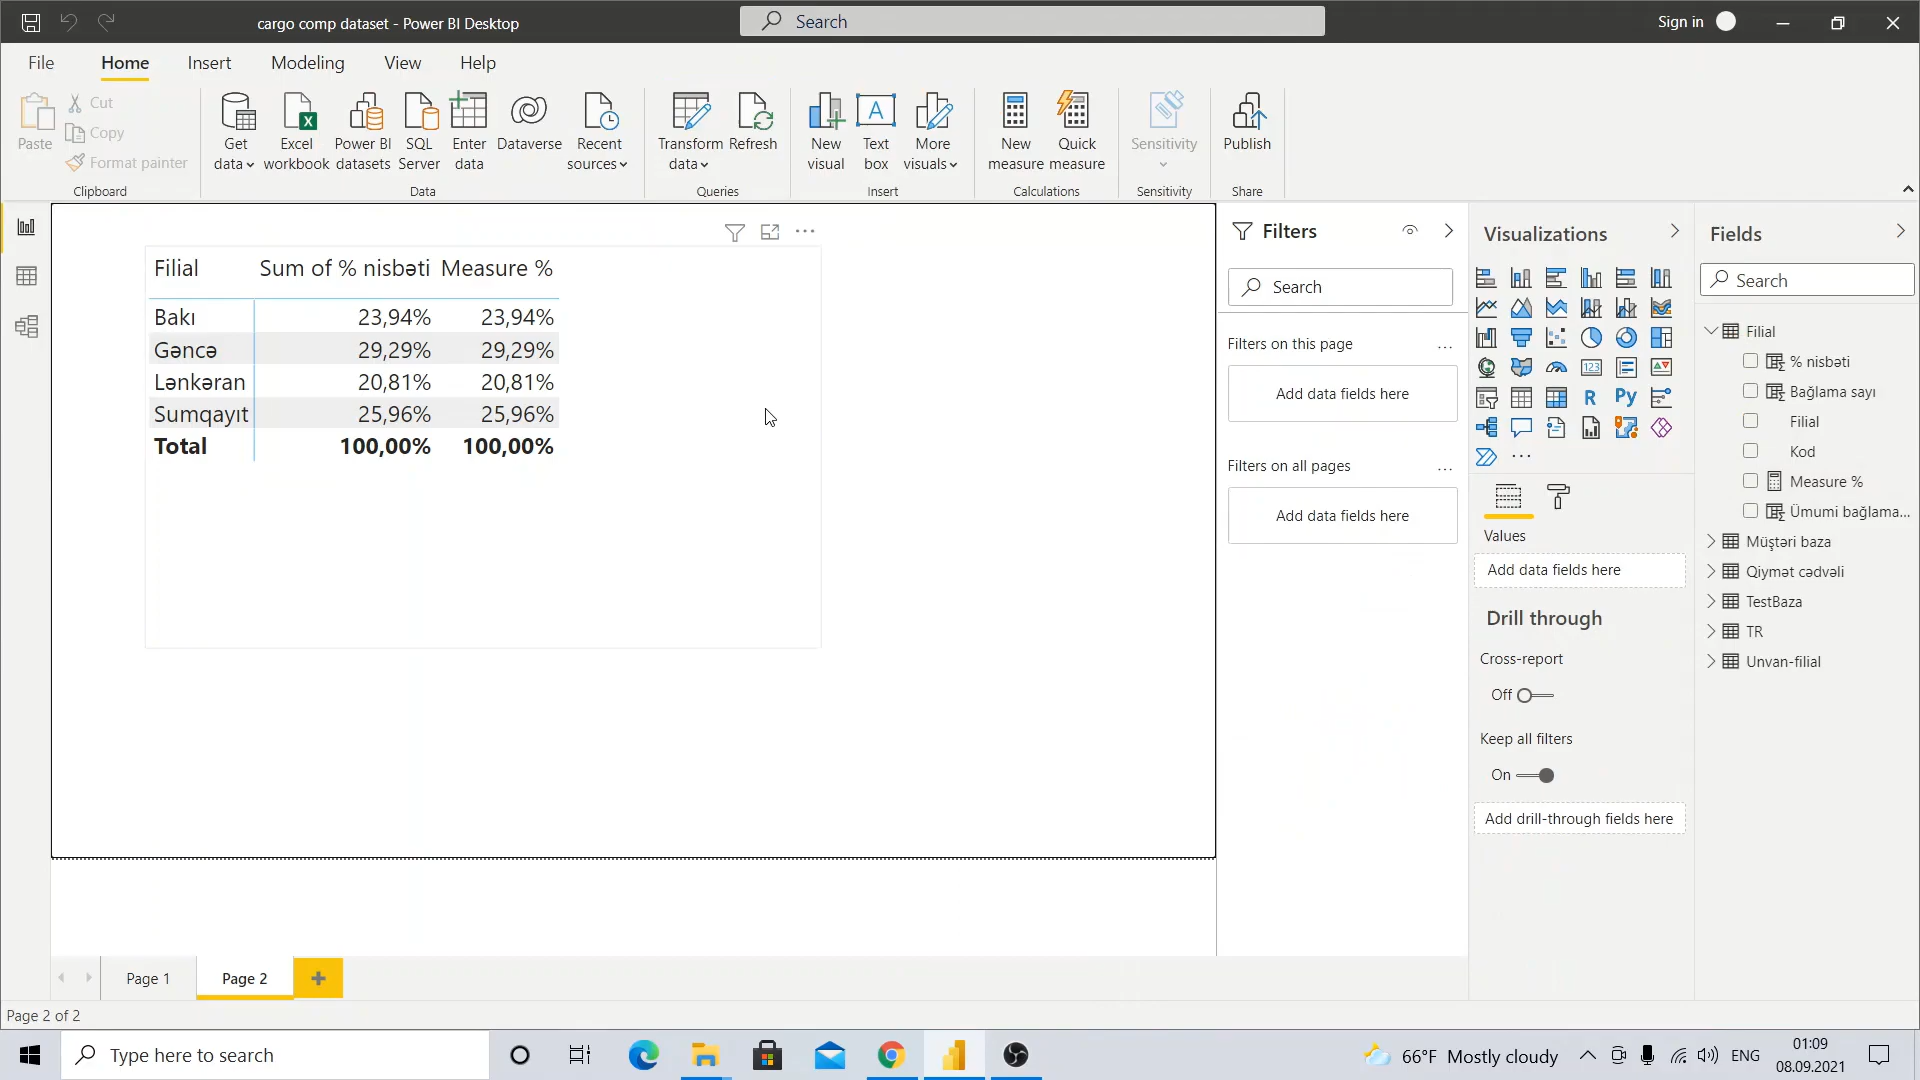 cargo comp dataset - Power BI Desktop
Search
Sign in
File Home Insert Modeling View Help
Paste
Cut
Copy
Format painter
Clipboard
Get data
Excel workbook
Power BI datasets
SQL Server
Enter data
Dataverse
Recent sources
Data
Transform data
Refresh
Queries
New visual
A
Text box
More visuals
Insert
New measure
Quick measure
Calculations
Sensitivity
Sensitivity
Publish
Share
Filial Sum of % nisbəti Measure %
Bakı 23,94% 23,94%
Gəncə 29,29% 29,29%
Lənkəran 20,81% 20,81%
Sumqayıt 25,96% 25,96%
Total 100,00% 100,00%
Filters
Search
Filters on this page
Add data fields here
Filters on all pages
Add data fields here
Visualizations
123
R Py
Values
Add data fields here
Drill through
Cross-report
Off
Keep all filters
On
Add drill-through fields here
Fields
Search
Filial
% nisbəti
Bağlama sayı
Filial
Kod
Measure %
Ümumi bağlama...
Müştəri baza
Qiymət cədvəli
TestBaza
TR
Unvan-filial
Page 1 Page 2
Page 2 of 2
Type here to search
66°F Mostly cloudy
ENG
01:09
08.09.2021